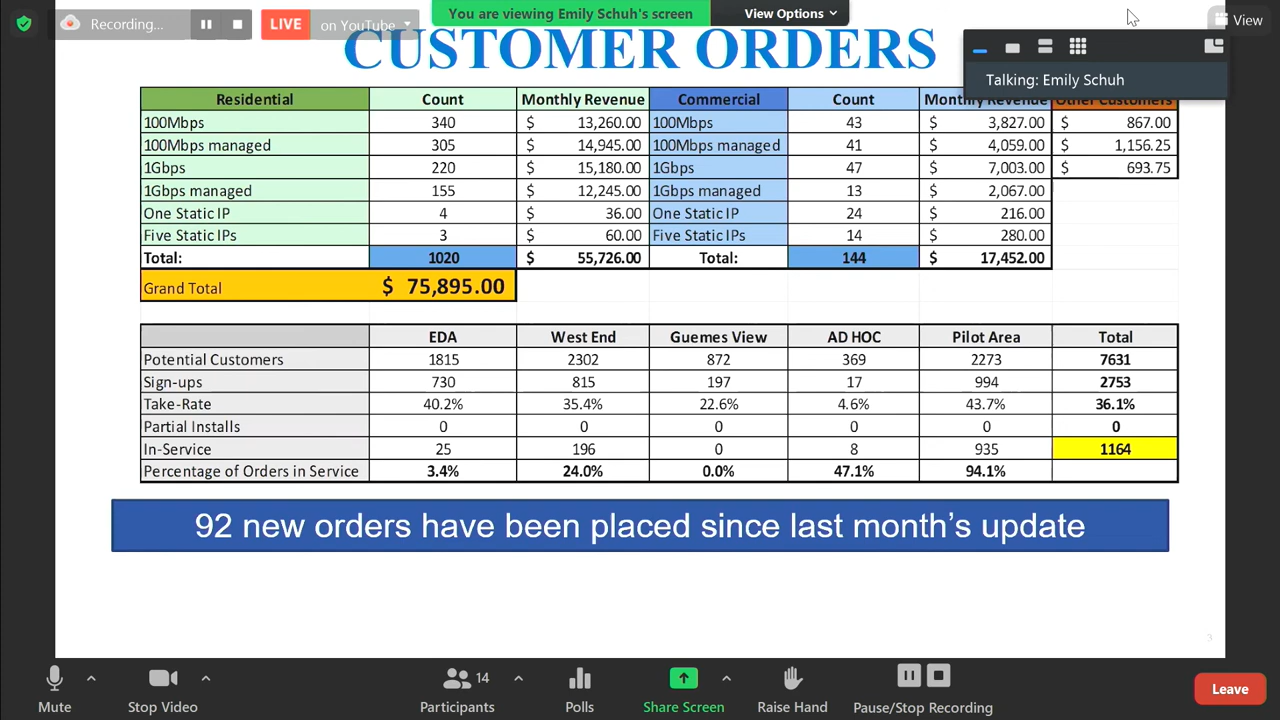 Recording...
LIVE on YouTube
You are viewing Emily Schuh's screen
View Options
View
CUSTOMER ORDERS
Talking: Emily Schuh
Residential Count Monthly Revenue Commercial Count Monthly Revenue Other Customers
100Mbps 340 $ 13,260.00 100Mbps 43 $ 3,827.00 $ 867.00
100Mbps managed 305 $ 14,945.00 100Mbps managed 41 $ 4,059.00 $ 1,156.25
1Gbps 220 $ 15,180.00 1Gbps 47 $ 7,003.00 $ 693.75
1Gbps managed 155 $ 12,245.00 1Gbps managed 13 $ 2,067.00
One Static IP 4 $ 36.00 One Static IP 24 $ 216.00
Five Static IPs 3 $ 60.00 Five Static IPs 14 $ 280.00
Total: 1020 $ 55,726.00 Total: 144 $ 17,452.00
Grand Total $ 75,895.00
EDA West End Guemes View AD HOC Pilot Area Total
Potential Customers 1815 2302 872 369 2273 7631
Sign-ups 730 815 197 17 994 2753
Take-Rate 40.2% 35.4% 22.6% 4.6% 43.7% 36.1%
Partial Installs 0 0 0 0 0 0
In-Service 25 196 0 8 935 1164
Percentage of Orders in Service 3.4% 24.0% 0.0% 47.1% 94.1%
92 new orders have been placed since last month’s update
3
14
Mute Stop Video Participants Polls Share Screen Raise Hand Pause/Stop Recording Leave